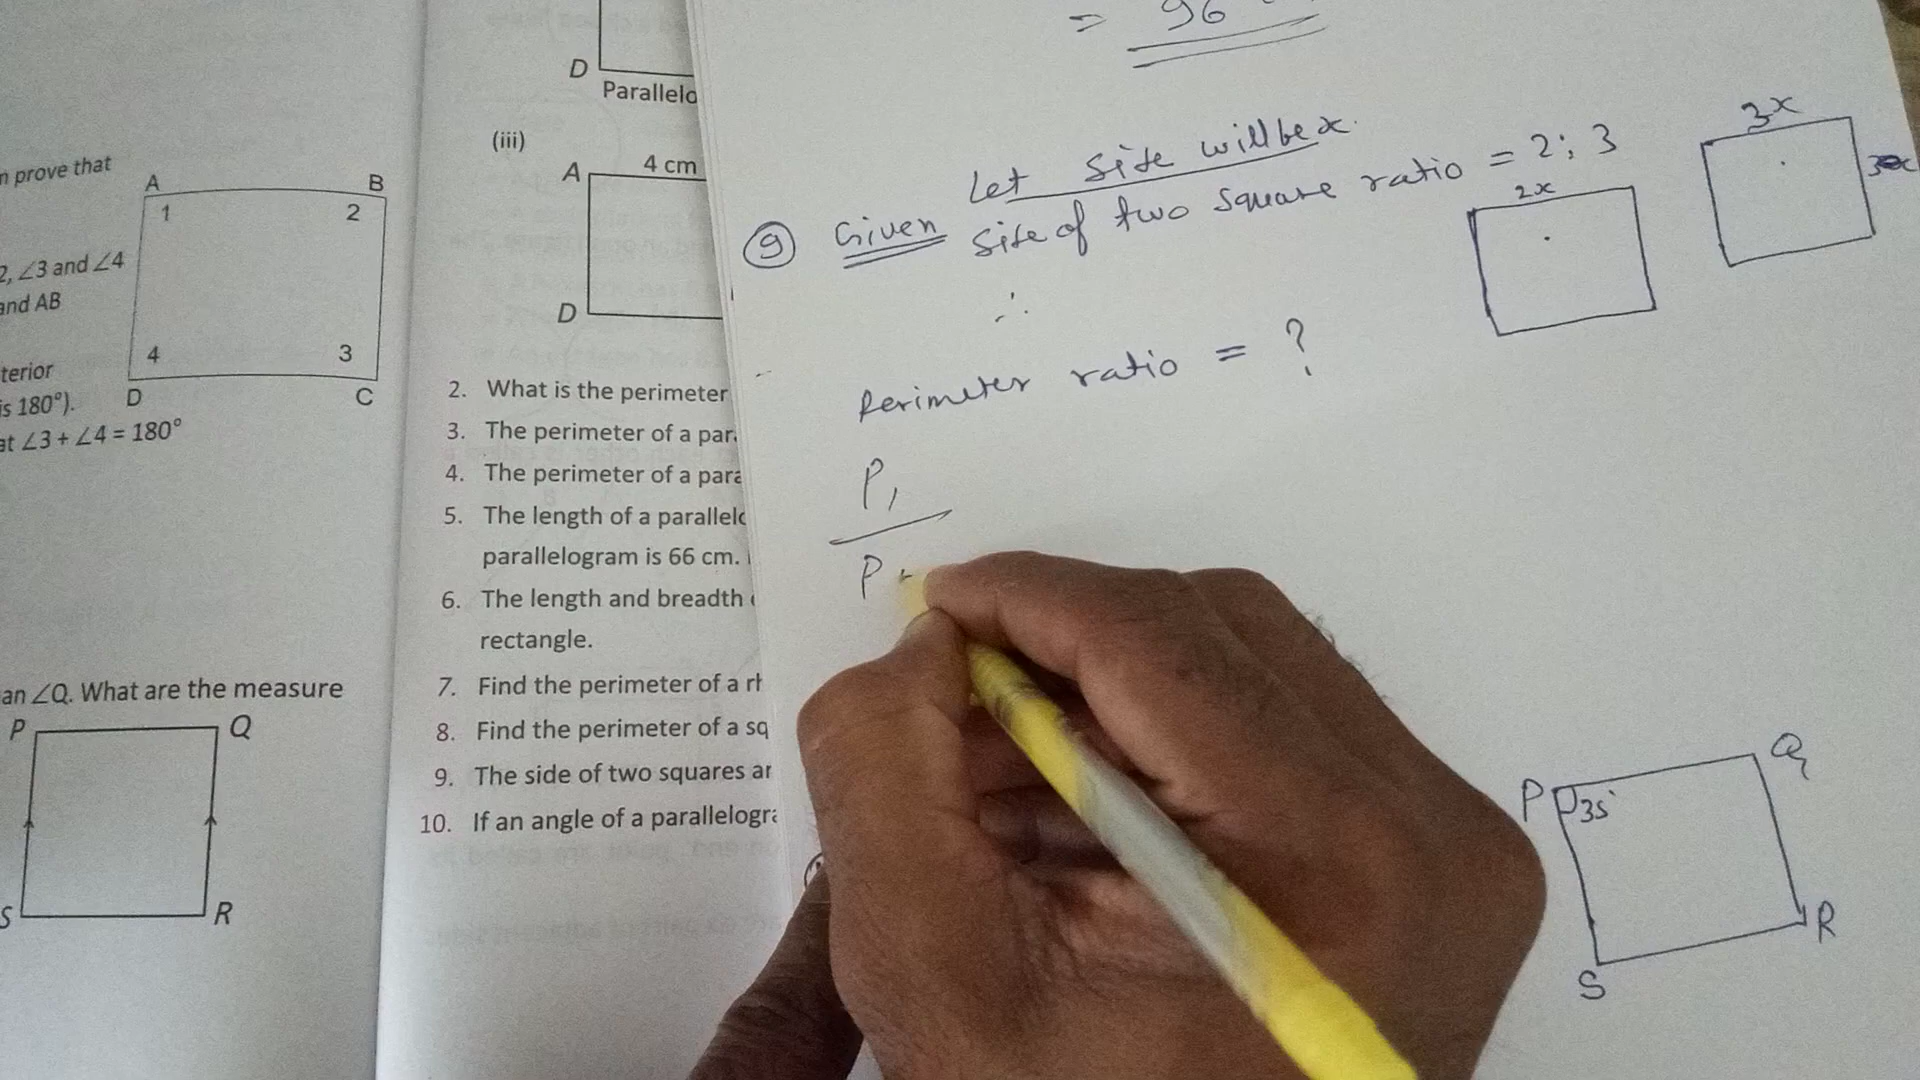 n prove that
A B
1 2
2, ∠3 and ∠4
and AB
4 3
terior
is 180°).
D C
at ∠3 + ∠4 = 180°
an ∠Q. What are the measure
P Q
S R
D
Parallelo
(iii)
A 4 cm
D
2. What is the perimeter
3. The perimeter of a par
4. The perimeter of a para
5. The length of a parallelo
parallelogram is 66 cm.
6. The length and breadth
rectangle.
7. Find the perimeter of a rh
8. Find the perimeter of a sq
9. The side of two squares ar
10. If an angle of a parallelogra
= 96
Let side will be x.
9 Given side of two square ratio = 2 : 3
2x
3x
∴
Perimeter ratio = ?
P1
P
P 35° Q
S R